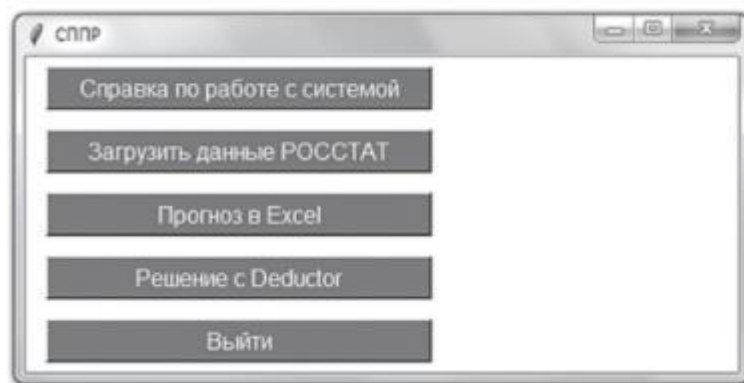 СППР
Справка по работе с системой
Загрузить данные РОССТАТ
Прогноз в Excel
Решение с Deductor
Выйти